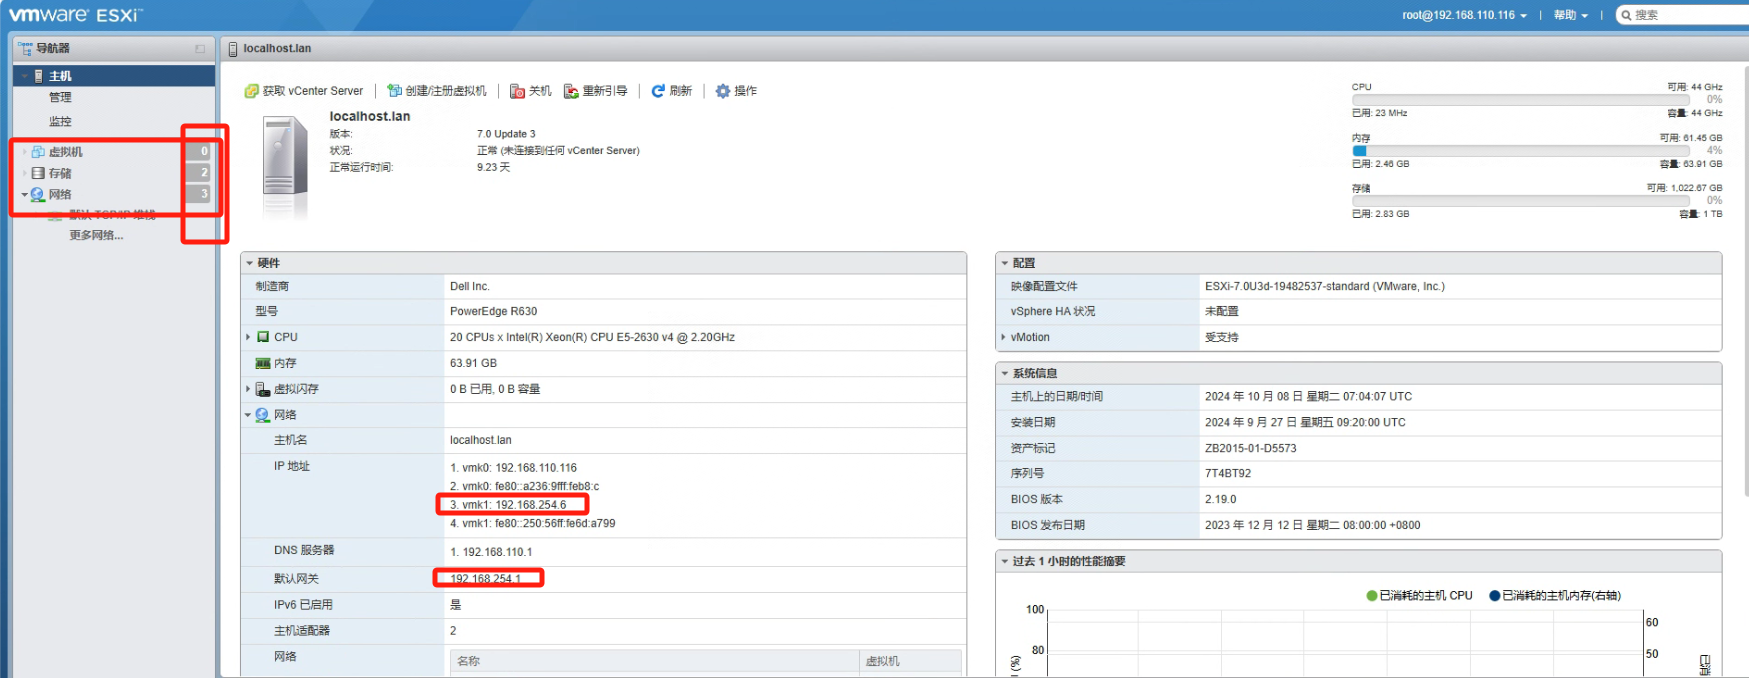 vmware ESXi™
root@192.168.110.116
帮助
搜索
导航器
主机
管理
监控
虚拟机 0
存储 2
网络 3
默认 TCP/IP 堆栈
更多网络...
localhost.lan
获取 vCenter Server
创建/注册虚拟机
关机
重新引导
刷新
操作
localhost.lan
版本: 7.0 Update 3
状况: 正常 (未连接到任何 vCenter Server)
正常运行时间: 9.23 天
CPU 可用: 44 GHz
0%
已用: 23 MHz 容量: 44 GHz
内存 可用: 61.45 GB
4%
已用: 2.46 GB 容量: 63.91 GB
存储 可用: 1,022.67 GB
0%
已用: 2.83 GB 容量: 1 TB
硬件
制造商 Dell Inc.
型号 PowerEdge R630
CPU 20 CPUs x Intel(R) Xeon(R) CPU E5-2630 v4 @ 2.20GHz
内存 63.91 GB
虚拟闪存 0 B 已用, 0 B 容量
网络
主机名 localhost.lan
IP 地址 1. vmk0: 192.168.110.116
2. vmk0: fe80::a236:9fff:feb8:c
3. vmk1: 192.168.254.6
4. vmk1: fe80::250:56ff:fe6d:a799
DNS 服务器 1. 192.168.110.1
默认网关 192.168.254.1
IPv6 已启用 是
主机适配器 2
网络 名称 虚拟机
配置
映像配置文件 ESXi-7.0U3d-19482537-standard (VMware, Inc.)
vSphere HA 状况 未配置
vMotion 受支持
系统信息
主机上的日期/时间 2024 年 10 月 08 日 星期二 07:04:07 UTC
安装日期 2024 年 9 月 27 日 星期五 09:20:00 UTC
资产标记 ZB2015-01-D5573
序列号 7T4BT92
BIOS 版本 2.19.0
BIOS 发布日期 2023 年 12 月 12 日 星期二 08:00:00 +0800
过去 1 小时的性能摘要
已消耗的主机 CPU
已消耗的主机内存(右轴)
100
60
80
50
(%)